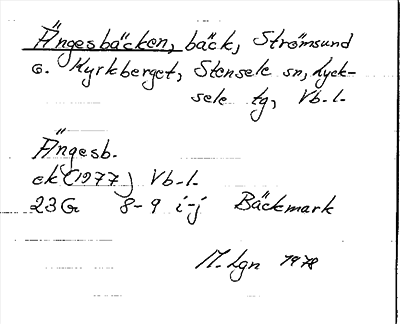 Ängesbäcken, bäck, Strömsund
o. Kyrkberget, Stensele sn, Lyck-
sele tg, Vb-l.
Ängesb.
ek (1977) Vb-l.
23G 8-9 i-j Bäckmark
M. Lgn 1978